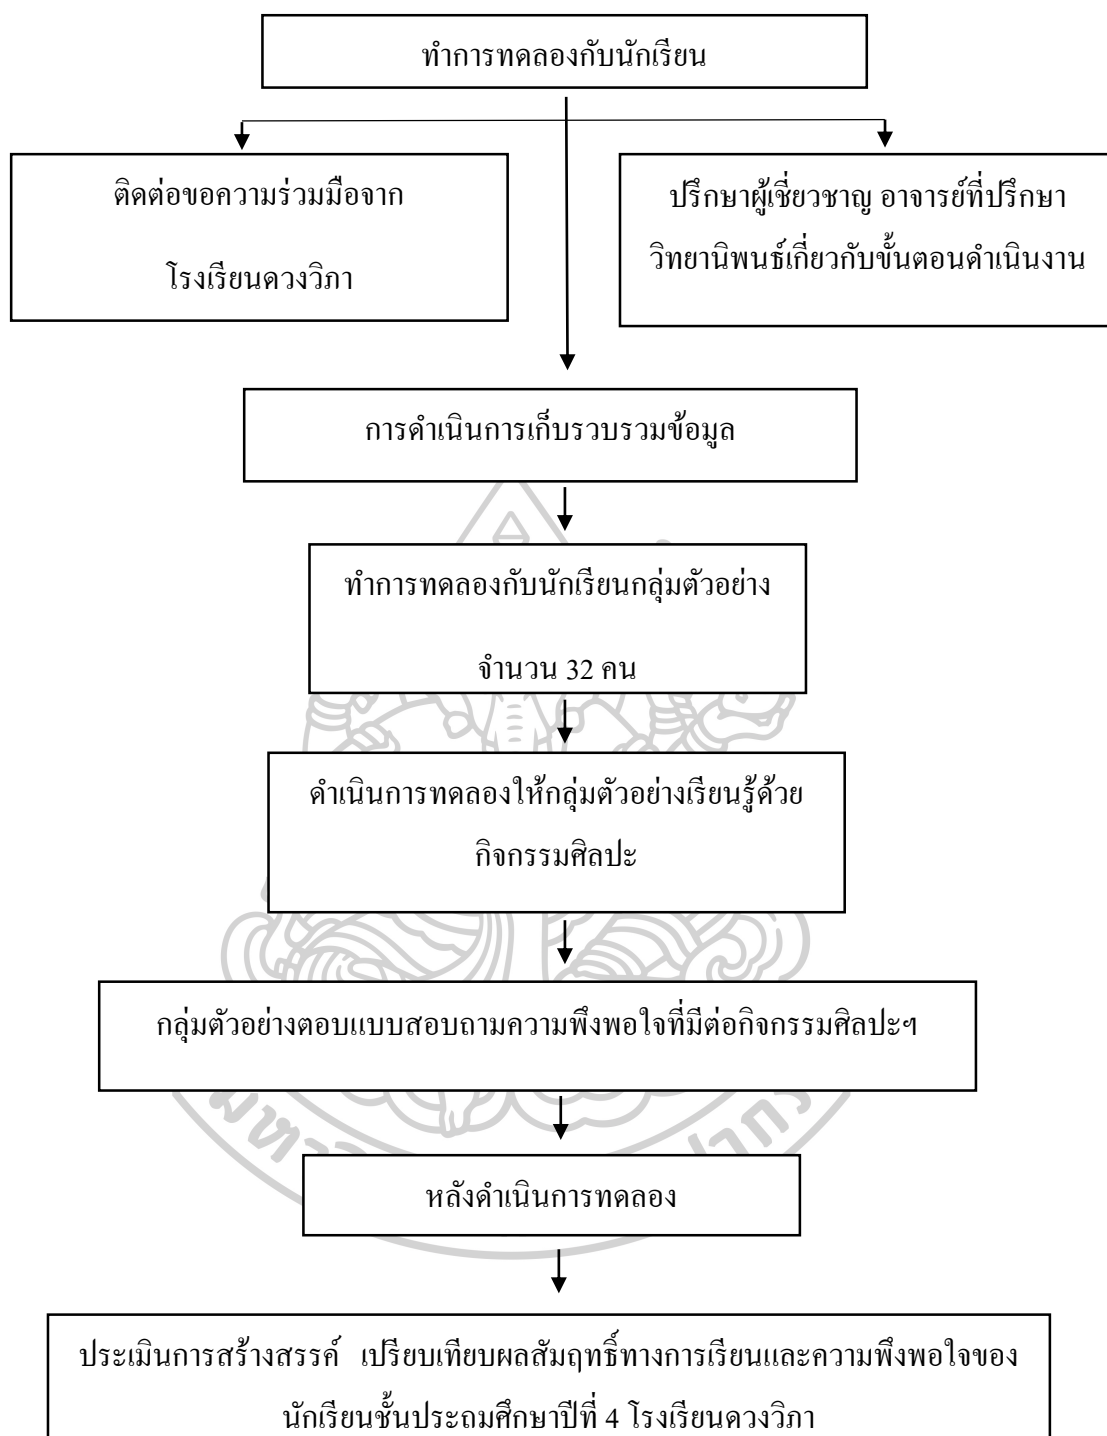 ทำการทดลองกับนักเรียน
ติดต่อขอความร่วมมือจาก
โรงเรียนดวงวิภา
ปรึกษาผู้เชี่ยวชาญ อาจารย์ที่ปรึกษา
วิทยานิพนธ์เกี่ยวกับขั้นตอนดำเนินงาน
การดำเนินการเก็บรวบรวมข้อมูล
ทำการทดลองกับนักเรียนกลุ่มตัวอย่าง
จำนวน 32 คน
ดำเนินการทดลองให้กลุ่มตัวอย่างเรียนรู้ด้วย
กิจกรรมศิลปะ
กลุ่มตัวอย่างตอบแบบสอบถามความพึงพอใจที่มีต่อกิจกรรมศิลปะฯ
หลังดำเนินการทดลอง
ประเมินการสร้างสรรค์ เปรียบเทียบผลสัมฤทธิ์ทางการเรียนและความพึงพอใจของ
นักเรียนชั้นประถมศึกษาปีที่ 4 โรงเรียนดวงวิภา